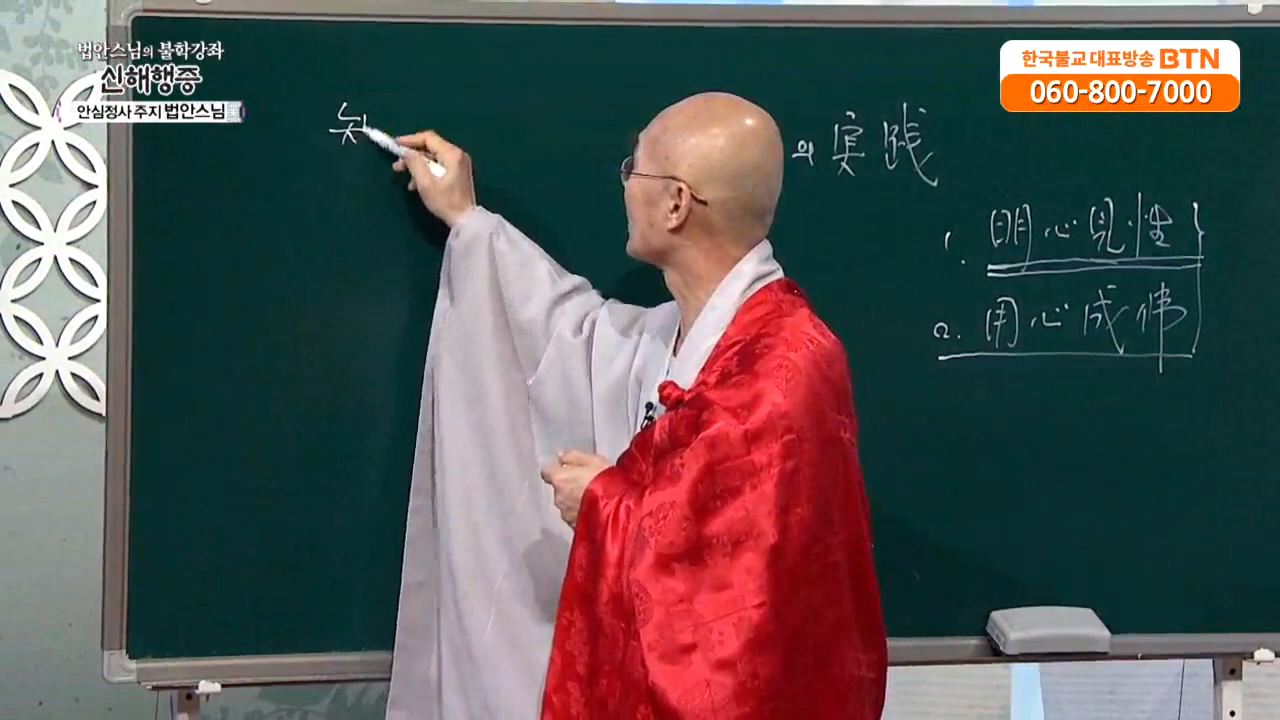 법안스님의 불학강좌
신해행증
안심정사 주지 법안스님
한국불교 대표방송 BTN
060-800-7000
의 実践
1. 明心見性
2. 用心成佛